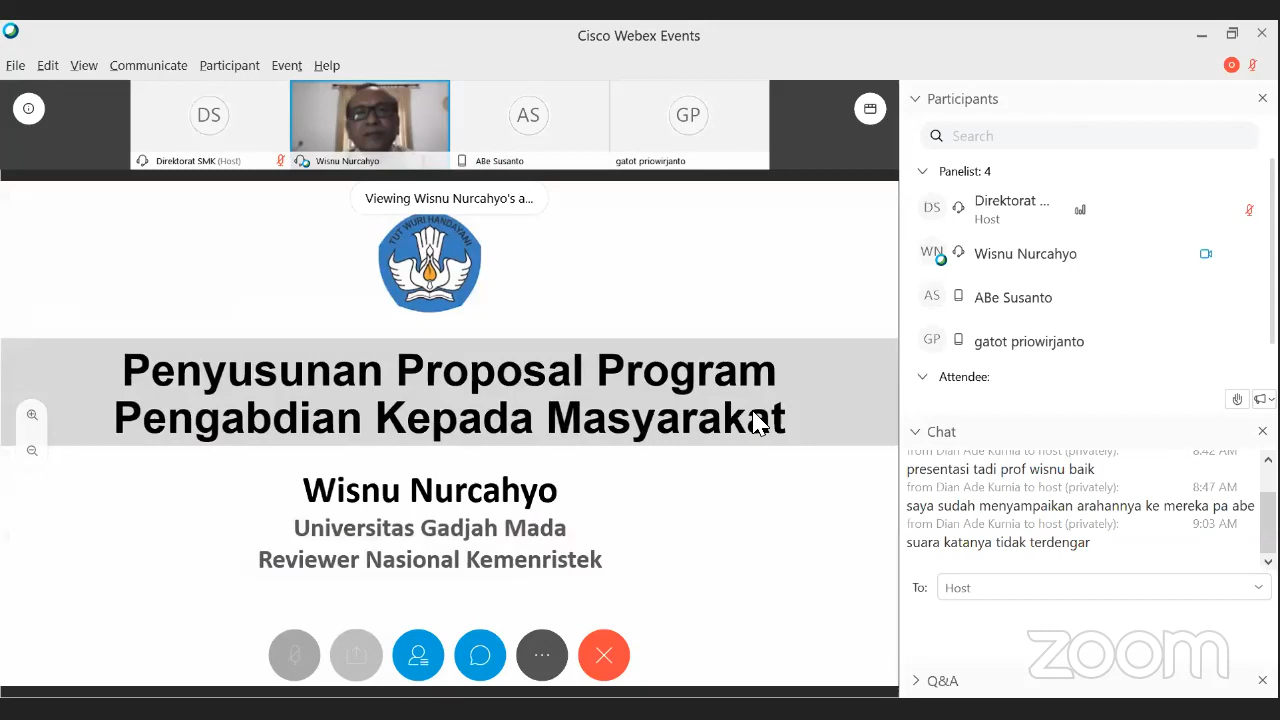 Cisco Webex Events
File Edit View Communicate Participant Event Help
DS
AS
GP
Direktorat SMK (Host)
Wisnu Nurcahyo
ABe Susanto
gatot priowirjanto
Viewing Wisnu Nurcahyo's a...
TUT WURI HANDAYANI
Penyusunan Proposal Program
Pengabdian Kepada Masyarakat
Wisnu Nurcahyo
Universitas Gadjah Mada
Reviewer Nasional Kemenristek
Participants
Search
Panelist: 4
DS Direktorat ...
Host
WN Wisnu Nurcahyo
AS ABe Susanto
GP gatot priowirjanto
Attendee:
Chat
from Dian Ade Kurnia to host (privately): 8:42 AM
presentasi tadi prof wisnu baik
from Dian Ade Kurnia to host (privately): 8:47 AM
saya sudah menyampaikan arahannya ke mereka pa abe
from Dian Ade Kurnia to host (privately): 9:03 AM
suara katanya tidak terdengar
To: Host
zoom
Q&A